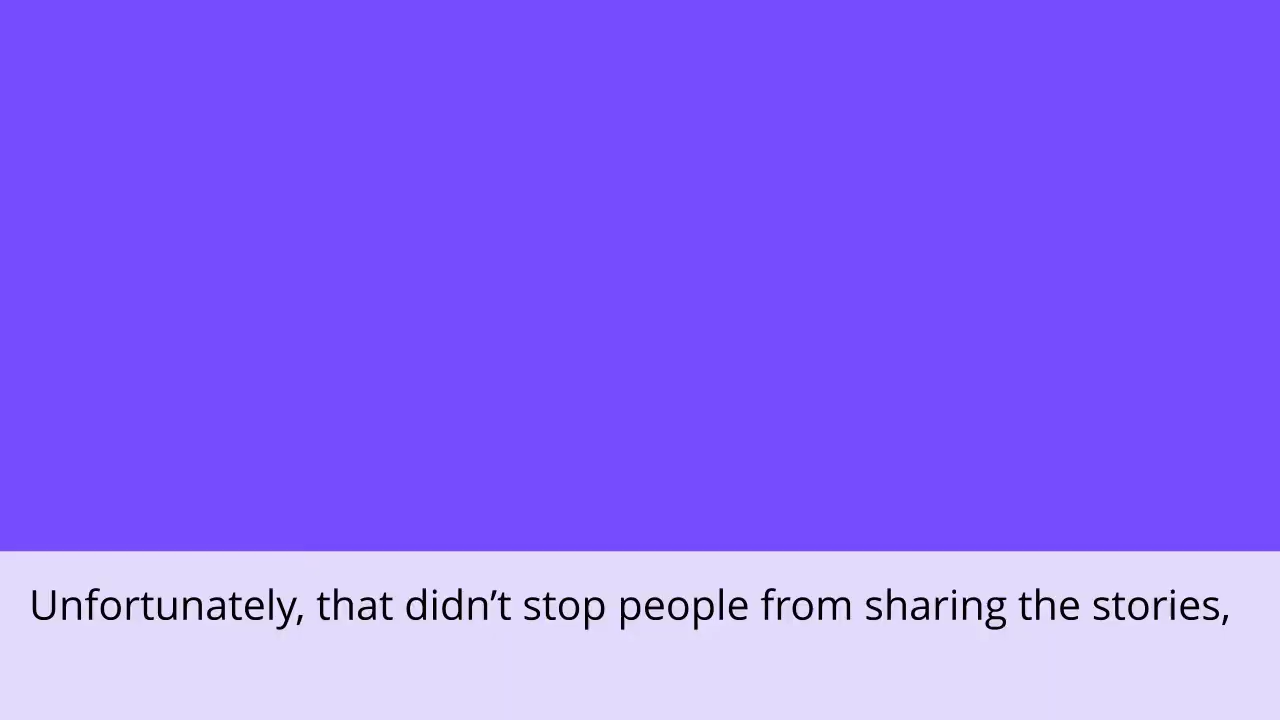 Unfortunately, that didn’t stop people from sharing the stories,